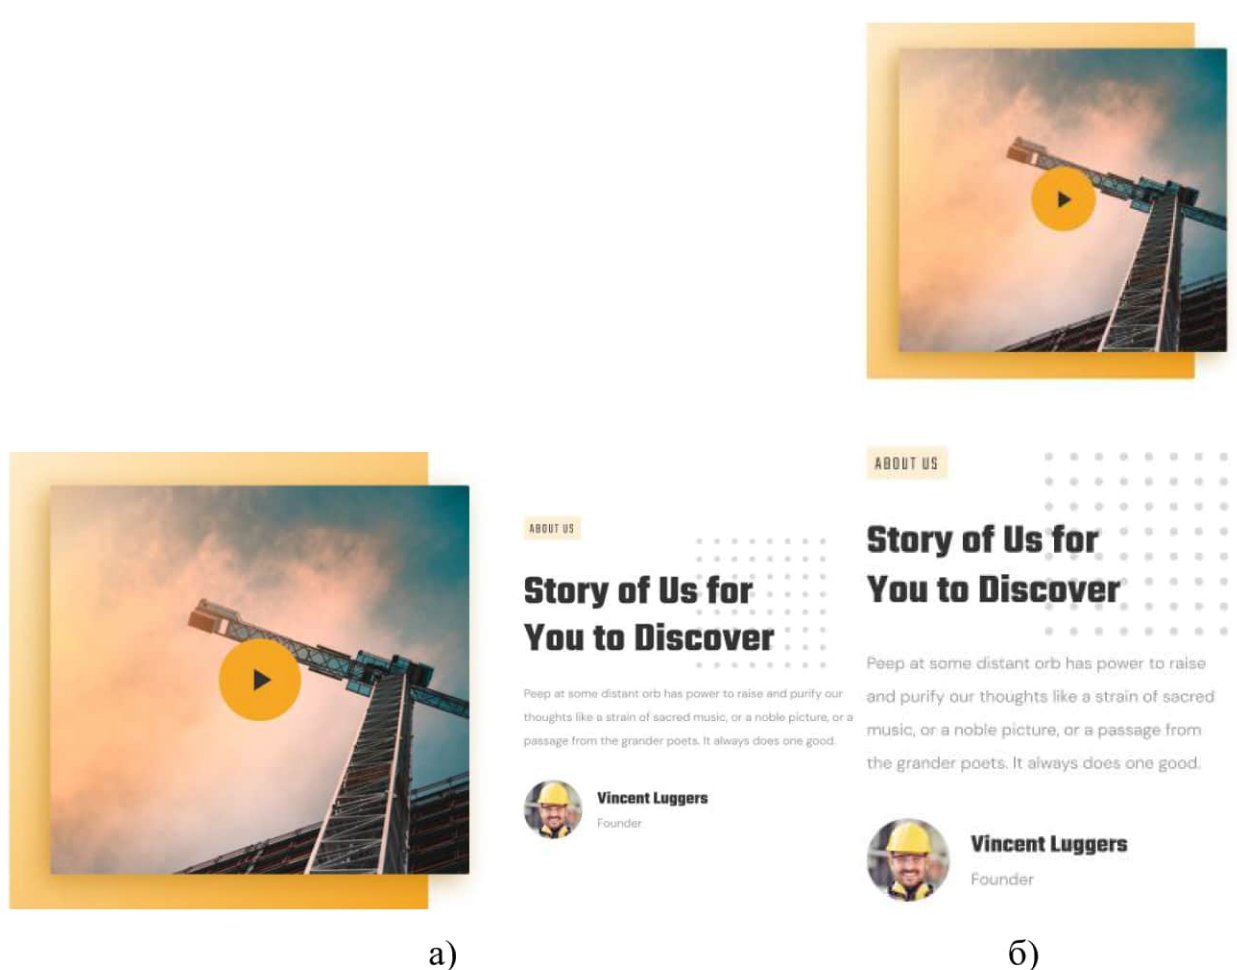 ABOUT US
Story of Us for
You to Discover
Peep at some distant orb has power to raise and purify our
thoughts like a strain of sacred music, or a noble picture, or a
passage from the grander poets. It always does one good.
Vincent Luggers
Founder
а)
ABOUT US
Story of Us for
You to Discover
Peep at some distant orb has power to raise
and purify our thoughts like a strain of sacred
music, or a noble picture, or a passage from
the grander poets. It always does one good.
Vincent Luggers
Founder
б)